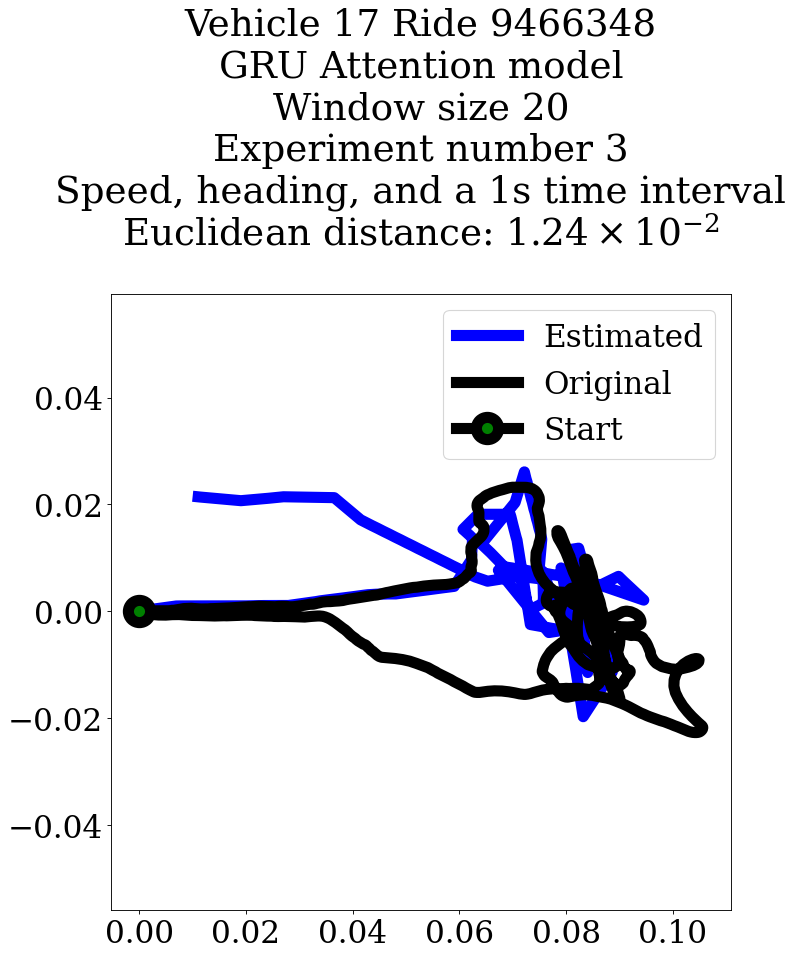 Vehicle 17 Ride 9466348
GRU Attention model
Window size 20
Experiment number 3
Speed, heading, and a 1s time interval
Euclidean distance: 1.24 × 10⁻²
Estimated
Original
Start
0.04
0.02
0.00
−0.02
−0.04
0.00 0.02 0.04 0.06 0.08 0.10